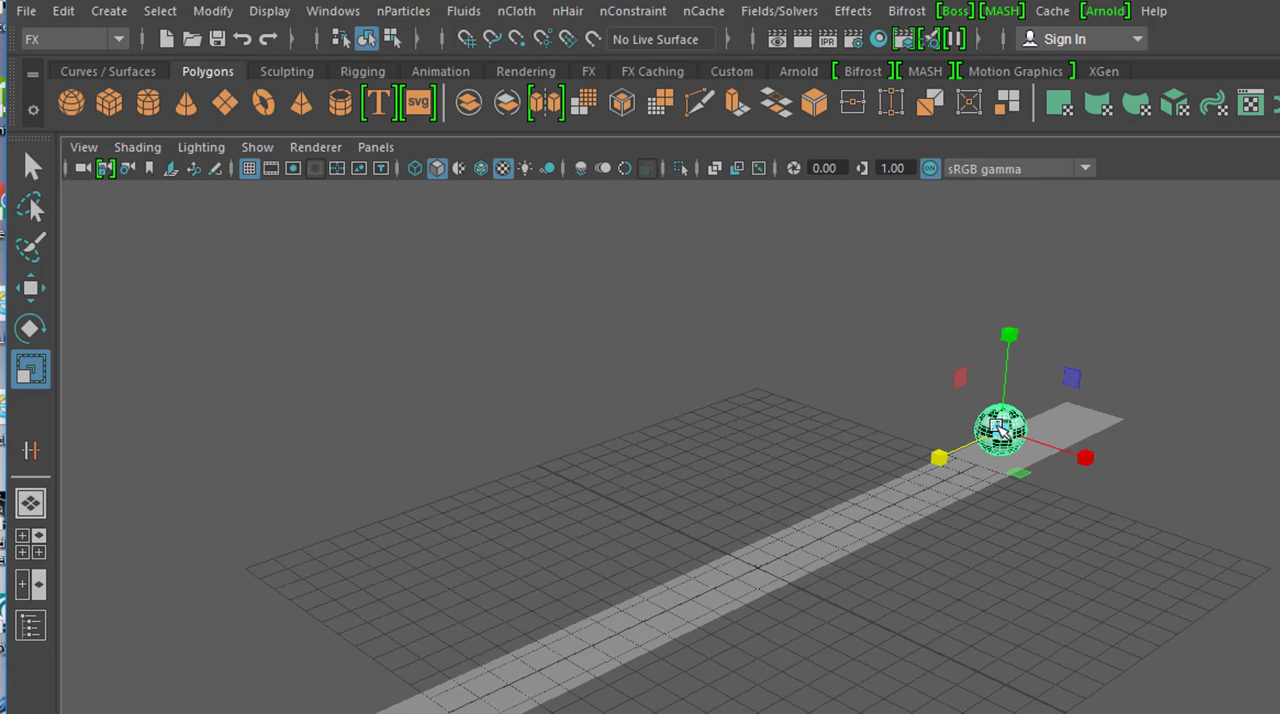 File Edit Create Select Modify Display Windows nParticles Fluids nCloth nHair nConstraint nCache Fields/Solvers Effects Bifrost [Boss] [MASH] Cache [Arnold] Help
FX No Live Surface IPR Sign In
Curves / Surfaces Polygons Sculpting Rigging Animation Rendering FX FX Caching Custom Arnold [ Bifrost ] [ MASH ] [ Motion Graphics ] XGen
T svg
View Shading Lighting Show Renderer Panels
0.00 1.00 ON sRGB gamma